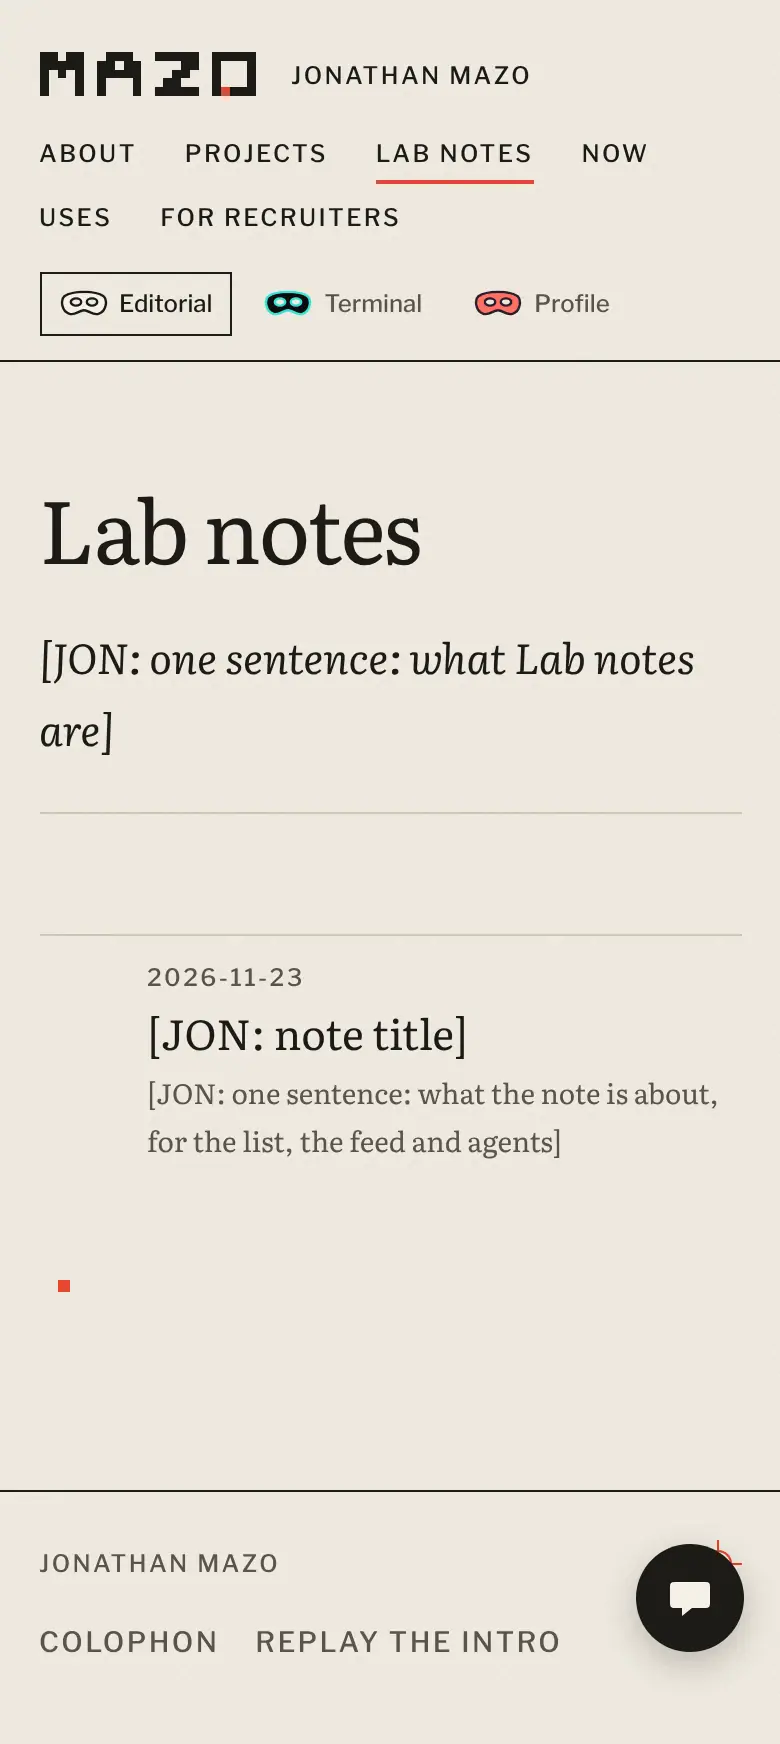 MAZO JONATHAN MAZO
ABOUT PROJECTS LAB NOTES NOW
USES FOR RECRUITERS
Editorial Terminal Profile
Lab notes
[JON: one sentence: what Lab notes
are]
2026-11-23
[JON: note title]
[JON: one sentence: what the note is about,
for the list, the feed and agents]
JONATHAN MAZO
COLOPHON REPLAY THE INTRO